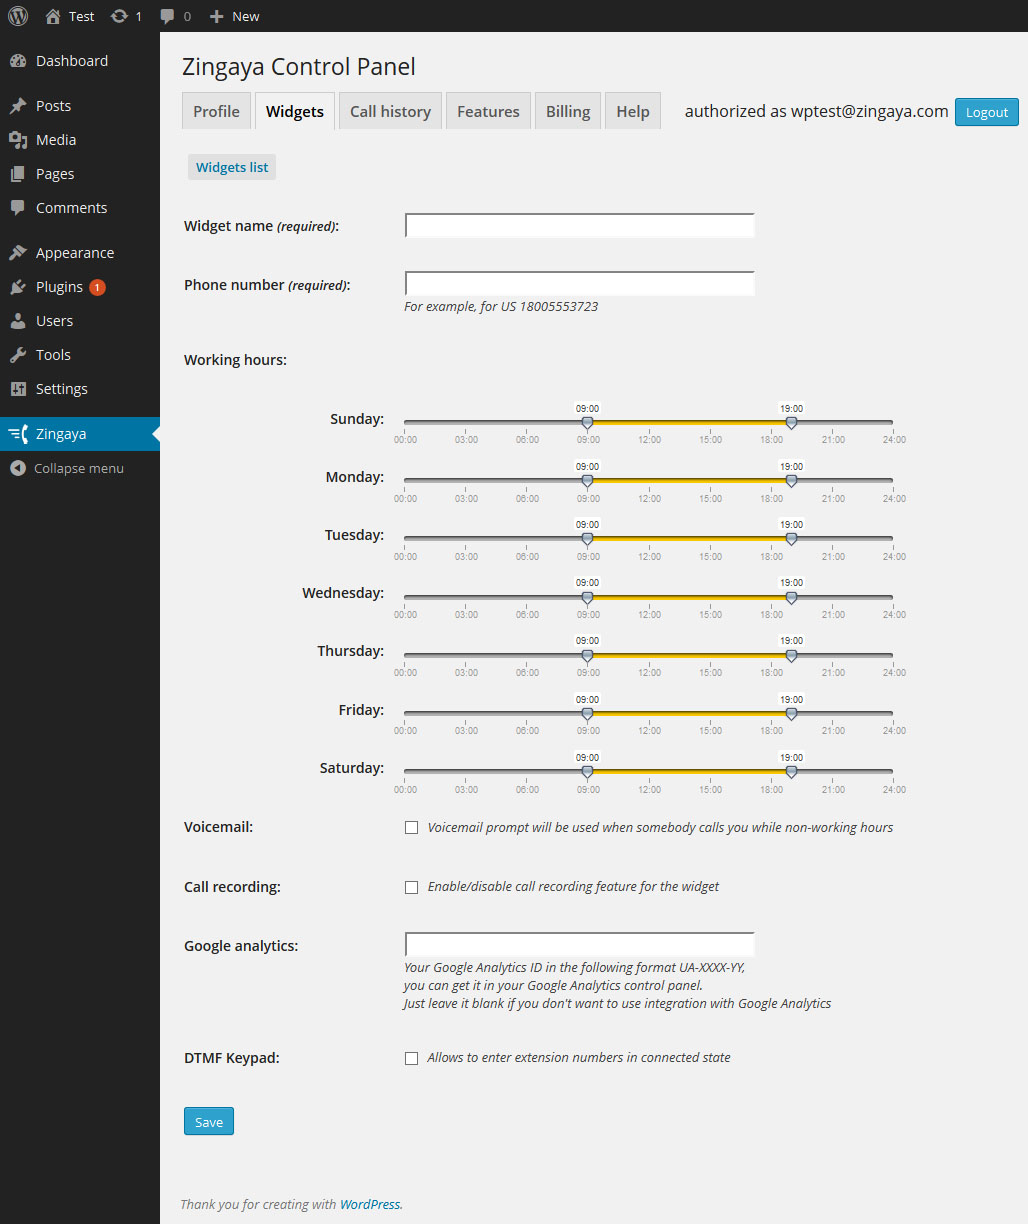 Test 1 0 New
Dashboard
Posts
Media
Pages
Comments
Appearance
Plugins 1
Users
Tools
Settings
Zingaya
Collapse menu
Zingaya Control Panel
Profile Widgets Call history Features Billing Help authorized as wptest@zingaya.com Logout
Widgets list
Widget name (required):
Phone number (required):
For example, for US 18005553723
Working hours:
09:00 19:00
Sunday:
00:00 03:00 06:00 09:00 12:00 15:00 18:00 21:00 24:00
09:00 19:00
Monday:
00:00 03:00 06:00 09:00 12:00 15:00 18:00 21:00 24:00
09:00 19:00
Tuesday:
00:00 03:00 06:00 09:00 12:00 15:00 18:00 21:00 24:00
09:00 19:00
Wednesday:
00:00 03:00 06:00 09:00 12:00 15:00 18:00 21:00 24:00
09:00 19:00
Thursday:
00:00 03:00 06:00 09:00 12:00 15:00 18:00 21:00 24:00
09:00 19:00
Friday:
00:00 03:00 06:00 09:00 12:00 15:00 18:00 21:00 24:00
09:00 19:00
Saturday:
00:00 03:00 06:00 09:00 12:00 15:00 18:00 21:00 24:00
Voicemail: Voicemail prompt will be used when somebody calls you while non-working hours
Call recording: Enable/disable call recording feature for the widget
Google analytics:
Your Google Analytics ID in the following format UA-XXXX-YY,
you can get it in your Google Analytics control panel.
Just leave it blank if you don't want to use integration with Google Analytics
DTMF Keypad: Allows to enter extension numbers in connected state
Save
Thank you for creating with WordPress.